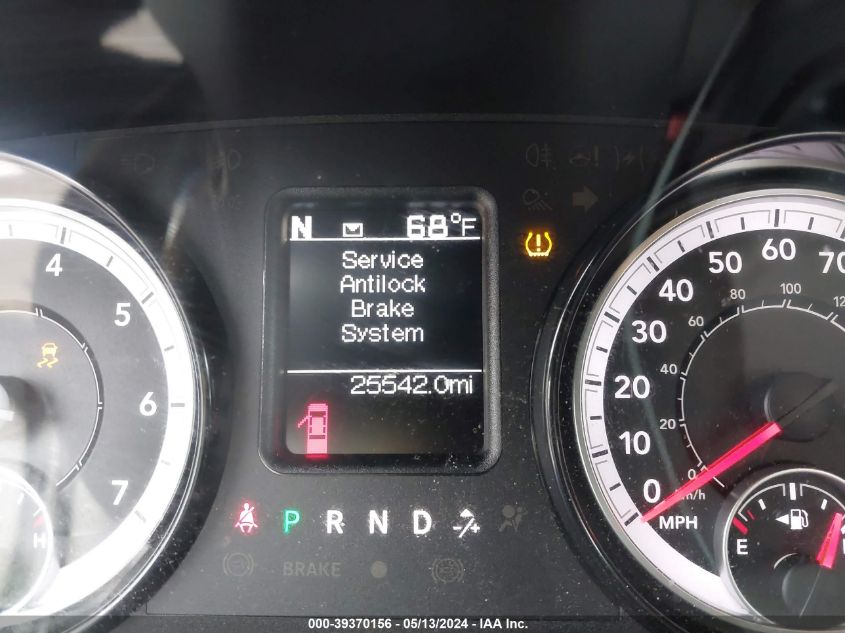 N 68°F
Service
Antilock
Brake
System
25542.0mi
4
5
6
7
H
P R N D
BRAKE
0 10 20 30 40 50 60 70
0 20 40 60 80 100
km/h
MPH
E
000-39370156 - 05/13/2024 - IAA Inc.